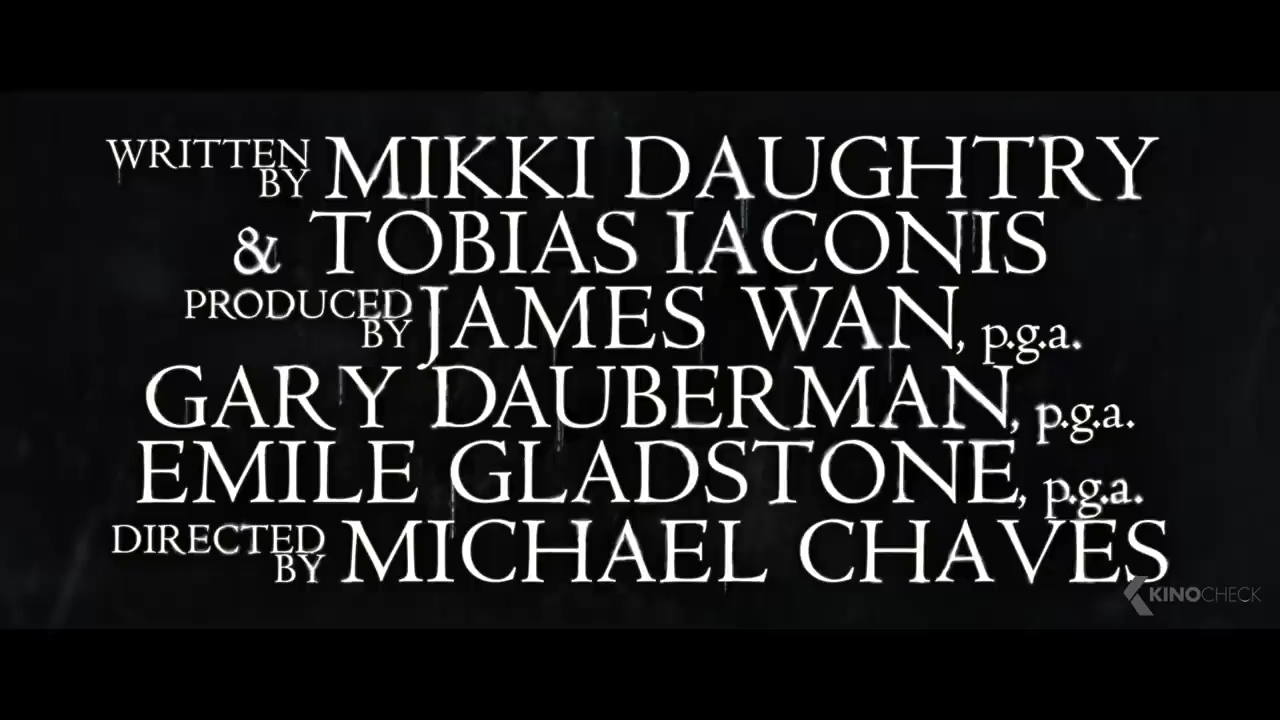 WRITTEN BY MIKKI DAUGHTRY
& TOBIAS IACONIS
PRODUCED BY JAMES WAN, p.g.a.
GARY DAUBERMAN, p.g.a.
EMILE GLADSTONE, p.g.a.
DIRECTED BY MICHAEL CHAVES
KINOCHECK